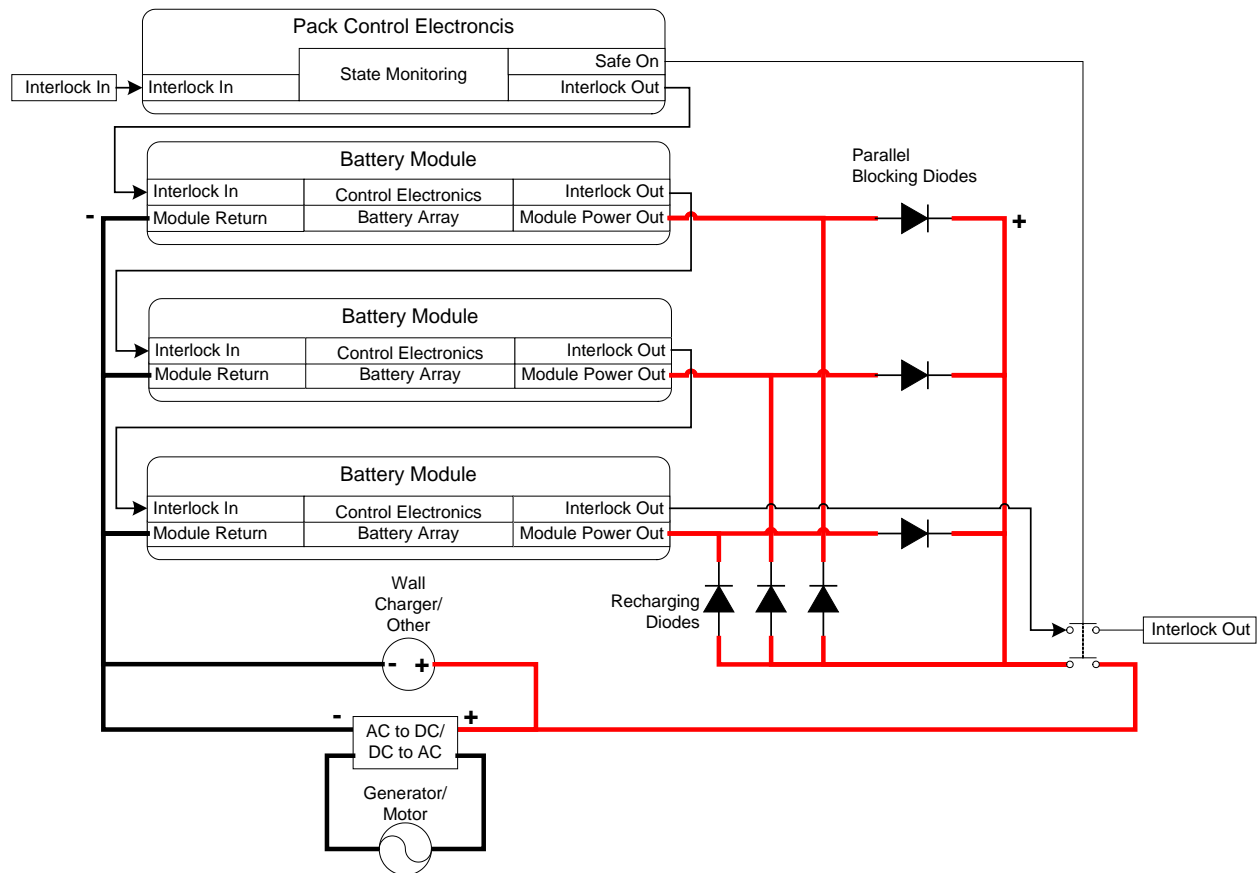 Pack Control Electroncis
Safe On
State Monitoring
Interlock In
Interlock In
Interlock Out
Battery Module
Interlock In
Control Electronics
Interlock Out
-
Module Return
Battery Array
Module Power Out
Parallel
Blocking Diodes
+
Battery Module
Interlock In
Control Electronics
Interlock Out
Module Return
Battery Array
Module Power Out
Battery Module
Interlock In
Control Electronics
Interlock Out
Module Return
Battery Array
Module Power Out
Wall
Charger/
Other
- +
Recharging
Diodes
Interlock Out
-
+
AC to DC/
DC to AC
Generator/
Motor